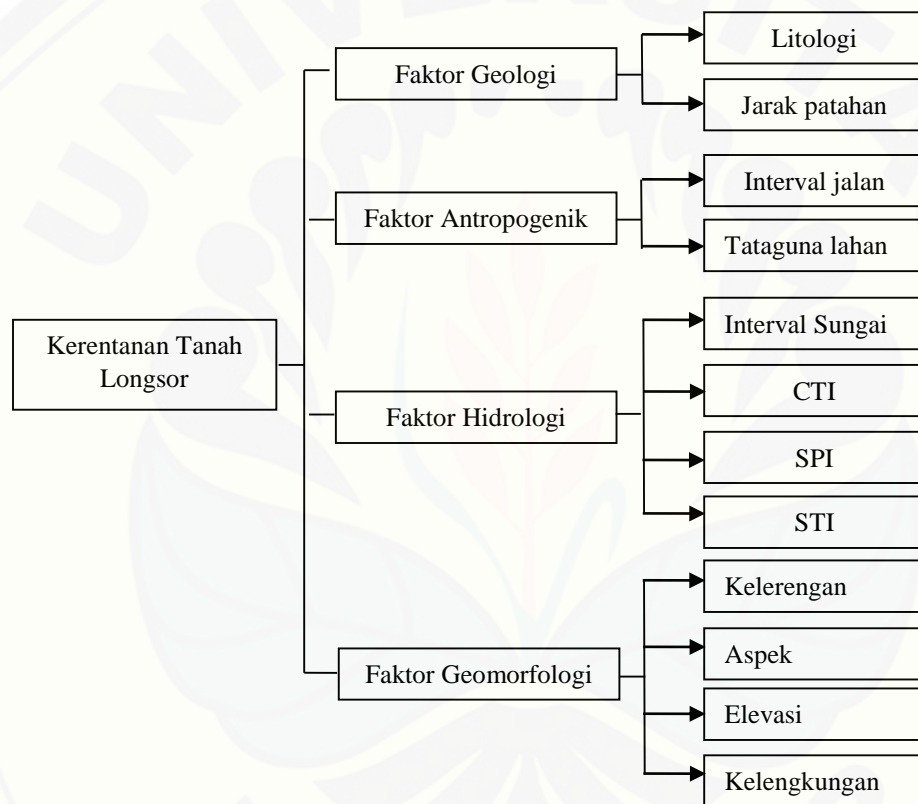 Kerentanan Tanah
Longsor
Faktor Geologi
Litologi
Jarak patahan
Faktor Antropogenik
Interval jalan
Tataguna lahan
Faktor Hidrologi
Interval Sungai
CTI
SPI
STI
Faktor Geomorfologi
Kelerengan
Aspek
Elevasi
Kelengkungan